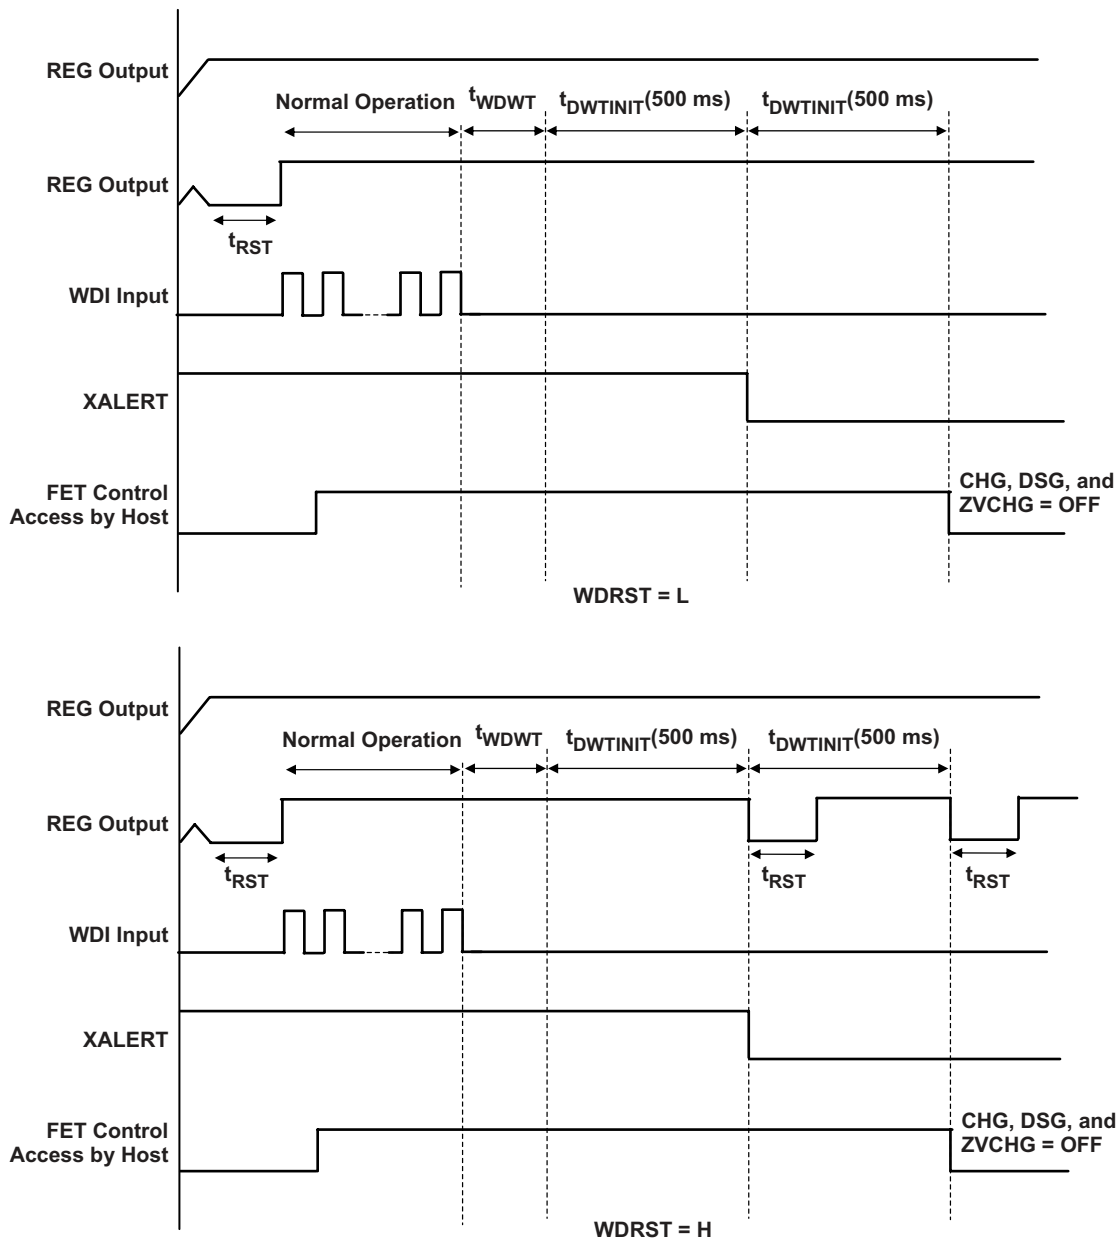 REG Output
Normal Operation tWDWT tDWTINIT(500 ms) tDWTINIT(500 ms)
REG Output
tRST
WDI Input
XALERT
FET Control
Access by Host
CHG, DSG, and
ZVCHG = OFF
WDRST = L
REG Output
Normal Operation tWDWT tDWTINIT(500 ms) tDWTINIT(500 ms)
REG Output
tRST tRST tRST
WDI Input
XALERT
FET Control
Access by Host
CHG, DSG, and
ZVCHG = OFF
WDRST = H